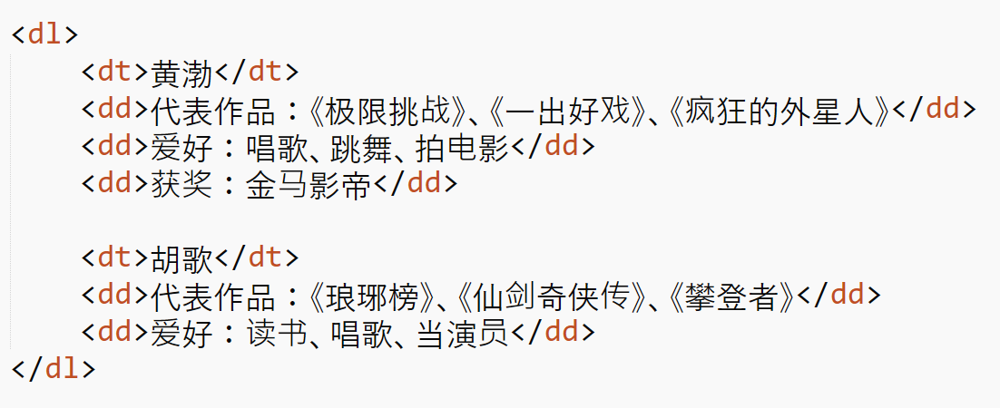 <dl>
<dt>黄渤</dt>
<dd>代表作品：《极限挑战》、《一出好戏》、《疯狂的外星人》</dd>
<dd>爱好：唱歌、跳舞、拍电影</dd>
<dd>获奖：金马影帝</dd>
<dt>胡歌</dt>
<dd>代表作品：《琅琊榜》、《仙剑奇侠传》、《攀登者》</dd>
<dd>爱好：读书、唱歌、当演员</dd>
</dl>